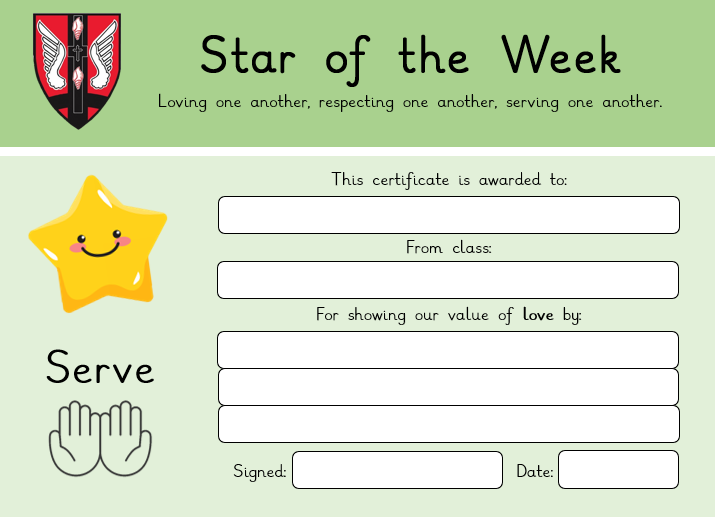 Star of the Week
Loving one another, respecting one another, serving one another.
This certificate is awarded to:
From class:
For showing our value of love by:
Serve
Signed:
Date: